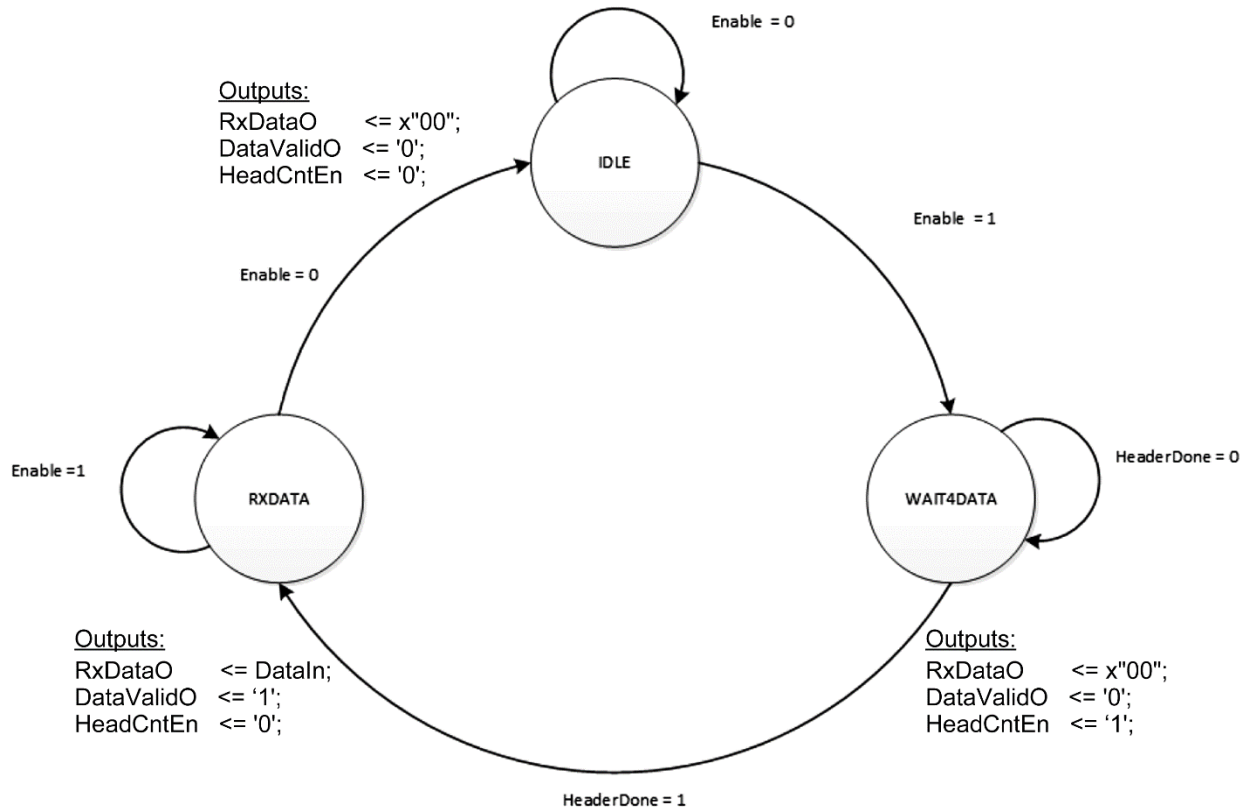 Enable = 0
Outputs:
RxDataO <= x"00";
DataValidO <= '0';
HeadCntEn <= '0';
IDLE
Enable = 1
Enable = 0
Enable =1
RXDATA
WAIT4DATA
HeaderDone = 0
Outputs:
RxDataO <= DataIn;
DataValidO <= ‘1';
HeadCntEn <= '0';
Outputs:
RxDataO <= x"00";
DataValidO <= '0';
HeadCntEn <= ‘1';
HeaderDone = 1